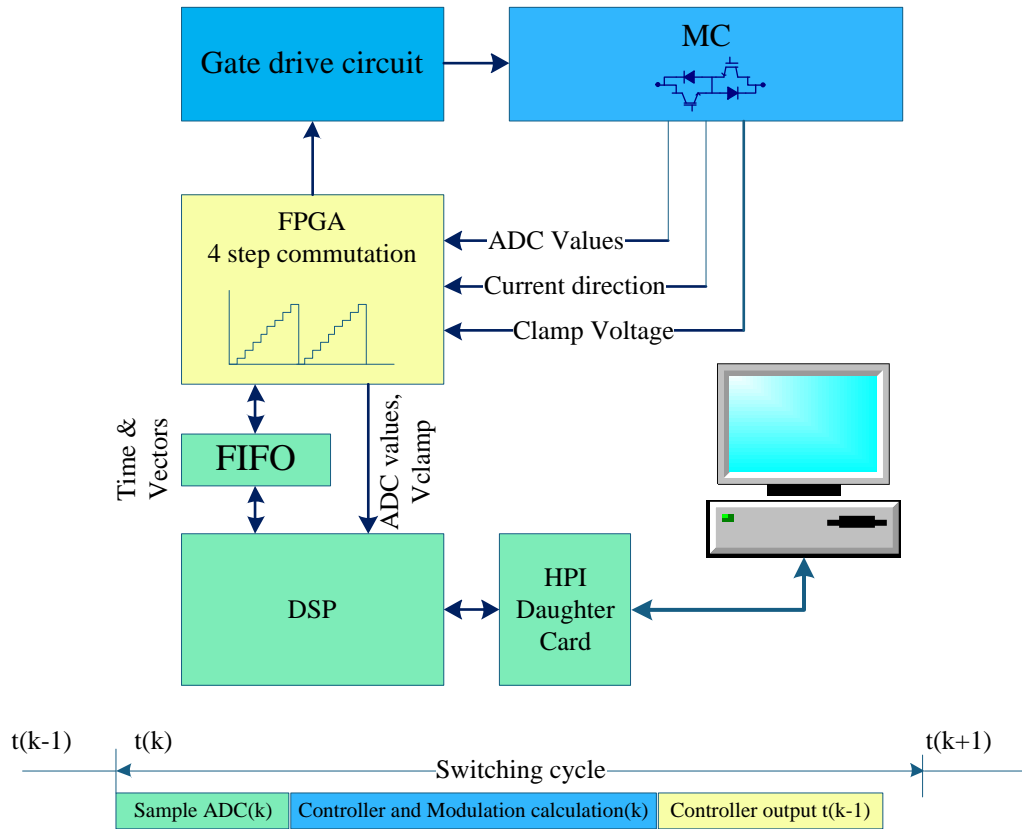 Gate drive circuit
MC
FPGA
4 step commutation
ADC Values
Current direction
Clamp Voltage
Time &
Vectors
FIFO
ADC values,
Vclamp
DSP
HPI
Daughter
Card
t(k-1)
t(k)
t(k+1)
Switching cycle
Sample ADC(k)
Controller and Modulation calculation(k)
Controller output t(k-1)